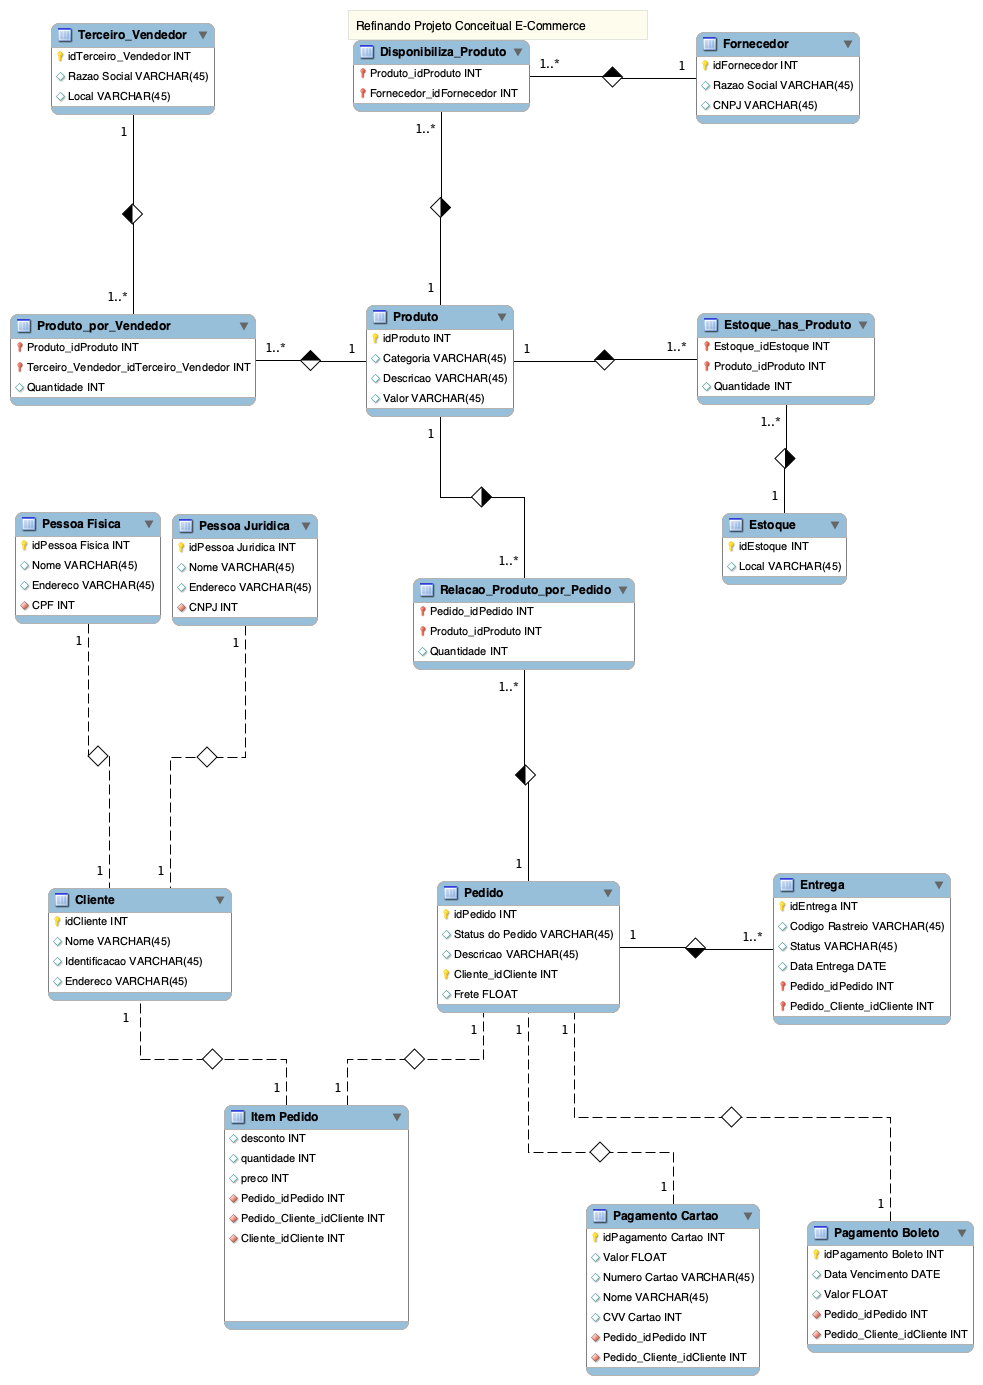 Refinando Projeto Conceitual E-Commerce
Terceiro_Vendedor
idTerceiro_Vendedor INT
Razao Social VARCHAR(45)
Local VARCHAR(45)
Disponibiliza_Produto
Produto_idProduto INT
Fornecedor_idFornecedor INT
1..*
1
Fornecedor
idFornecedor INT
Razao Social VARCHAR(45)
CNPJ VARCHAR(45)
1
1..*
1..*
1
Produto_por_Vendedor
Produto_idProduto INT
Terceiro_Vendedor_idTerceiro_Vendedor INT
Quantidade INT
1..*
1
Produto
idProduto INT
Categoria VARCHAR(45)
Descricao VARCHAR(45)
Valor VARCHAR(45)
1
1..*
Estoque_has_Produto
Estoque_idEstoque INT
Produto_idProduto INT
Quantidade INT
1..*
1
Estoque
idEstoque INT
Local VARCHAR(45)
1
1..*
Pessoa Fisica
idPessoa Fisica INT
Nome VARCHAR(45)
Endereco VARCHAR(45)
CPF INT
1
1
Pessoa Juridica
idPessoa Juridica INT
Nome VARCHAR(45)
Endereco VARCHAR(45)
CNPJ INT
1
1
Relacao_Produto_por_Pedido
Pedido_idPedido INT
Produto_idProduto INT
Quantidade INT
1..*
1
Cliente
idCliente INT
Nome VARCHAR(45)
Identificacao VARCHAR(45)
Endereco VARCHAR(45)
1
1
Pedido
idPedido INT
Status do Pedido VARCHAR(45)
Descricao VARCHAR(45)
Cliente_idCliente INT
Frete FLOAT
1
1..*
Entrega
idEntrega INT
Codigo Rastreio VARCHAR(45)
Status VARCHAR(45)
Data Entrega DATE
Pedido_idPedido INT
Pedido_Cliente_idCliente INT
1
1
1
1
1
1
Item Pedido
desconto INT
quantidade INT
preco INT
Pedido_idPedido INT
Pedido_Cliente_idCliente INT
Cliente_idCliente INT
Pagamento Cartao
idPagamento Cartao INT
Valor FLOAT
Numero Cartao VARCHAR(45)
Nome VARCHAR(45)
CVV Cartao INT
Pedido_idPedido INT
Pedido_Cliente_idCliente INT
Pagamento Boleto
idPagamento Boleto INT
Data Vencimento DATE
Valor FLOAT
Pedido_idPedido INT
Pedido_Cliente_idCliente INT